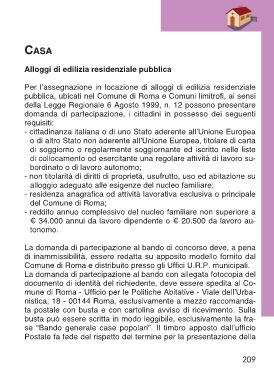 CASA
Alloggi di edilizia residenziale pubblica
Per l'assegnazione in locazione di alloggi di edilizia residenziale
pubblica, ubicati nel Comune di Roma e Comuni limitrofi, ai sensi
della Legge Regionale 6 Agosto 1999, n. 12 possono presentare
domanda di partecipazione, i cittadini in possesso dei seguenti
requisiti:
- cittadinanza italiana o di uno Stato aderente all'Unione Europea
o di altro Stato non aderente all'Unione Europea, titolare di carta
di soggiorno o regolarmente soggiornante ed iscritto nelle liste
di collocamento od esercitante una regolare attività di lavoro su-
bordinato o di lavoro autonomo;
- non titolarità di diritti di proprietà, usufrutto, uso ed abitazione su
alloggio adeguato alle esigenze del nucleo familiare;
- residenza anagrafica od attività lavorativa esclusiva o principale
del Comune di Roma;
- reddito annuo complessivo del nucleo familiare non superiore a
€ 34.000 annui da lavoro dipendente o € 20.500 da lavoro au-
tonomo.
La domanda di partecipazione al bando di concorso deve, a pena
di inammissibilità, essere redatta su apposito modello fornito dal
Comune di Roma e distribuito presso gli Uffici U.R.P. municipali.
La domanda di partecipazione al bando con allegata fotocopia del
documento di identità del richiedente, deve essere spedita al Co-
mune di Roma - Ufficio per le Politiche Abitative - Viale dell'Urba-
nistica, 18 - 00144 Roma, esclusivamente a mezzo raccomanda-
ta postale con busta e con cartolina avviso di ricevimento. Sulla
busta può essere scritta in modo leggibile, esclusivamente la fra-
se "Bando generale case popolari". Il timbro apposto dall'ufficio
Postale fa fede del rispetto del termine per la presentazione della
209